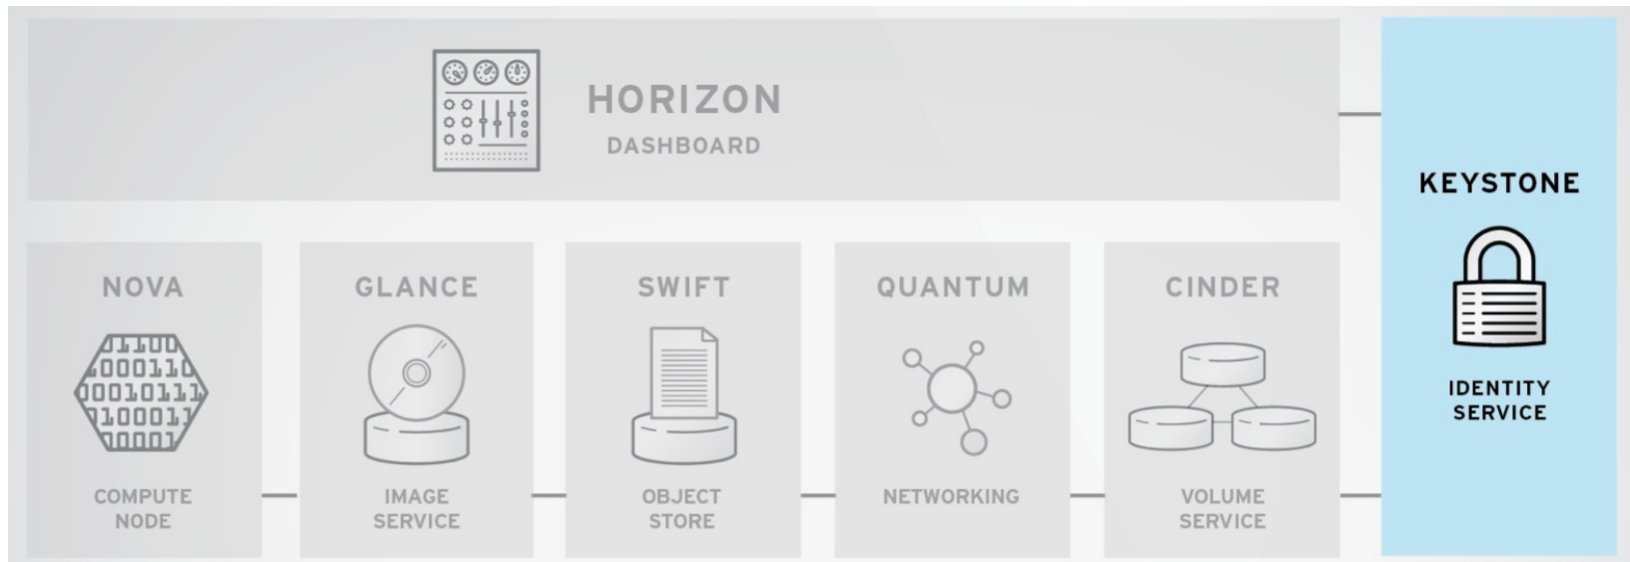 HORIZON
DASHBOARD
KEYSTONE
IDENTITY
SERVICE
NOVA
COMPUTE
NODE
GLANCE
IMAGE
SERVICE
SWIFT
OBJECT
STORE
QUANTUM
NETWORKING
CINDER
VOLUME
SERVICE